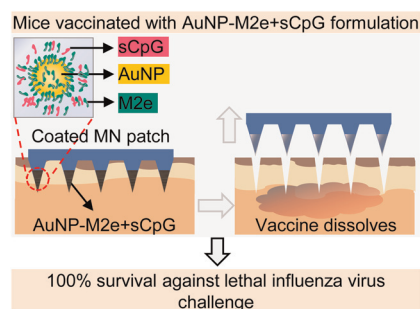 Mice vaccinated with AuNP-M2e+sCpG formulation
sCpG
AuNP
M2e
Coated MN patch
AuNP-M2e+sCpG
Vaccine dissolves
100% survival against lethal influenza virus
challenge